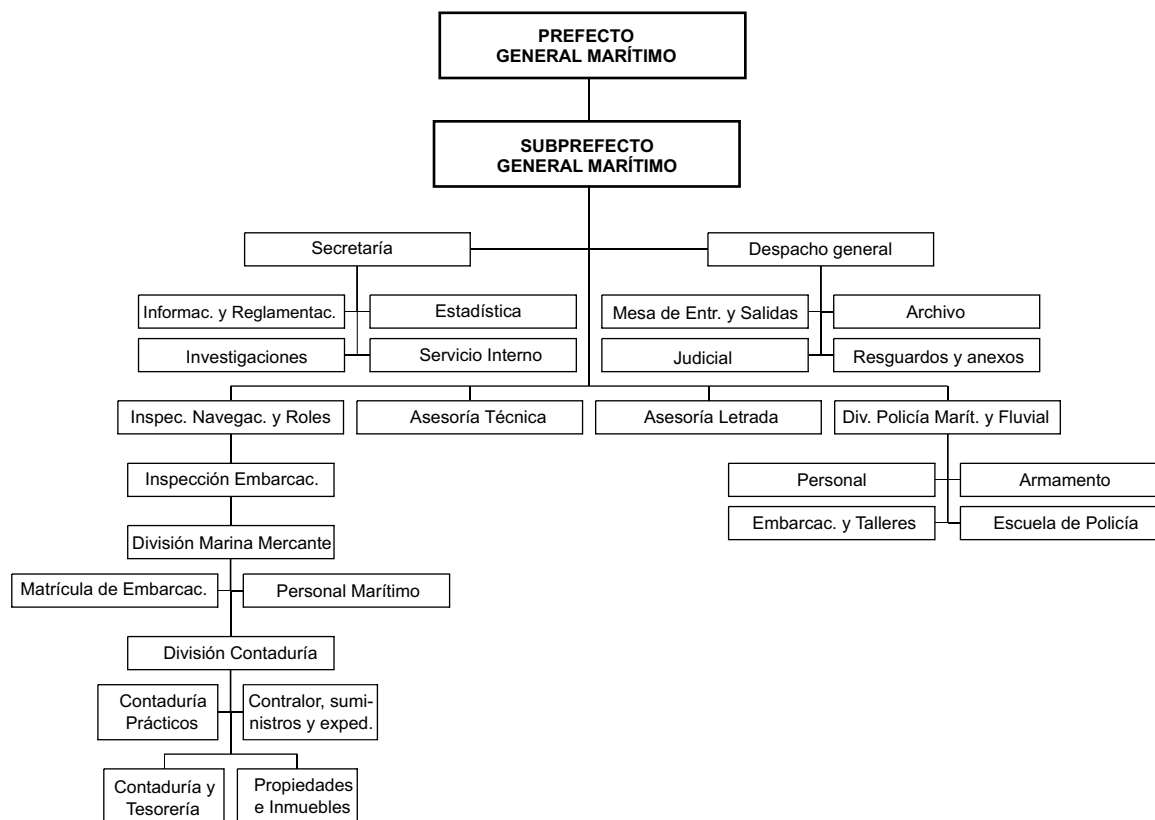 PREFECTO
GENERAL MARÍTIMO
SUBPREFECTO
GENERAL MARÍTIMO
Secretaría
Despacho general
Informac. y Reglamentac.
Estadística
Mesa de Entr. y Salidas
Archivo
Investigaciones
Servicio Interno
Judicial
Resguardos y anexos
Inspec. Navegac. y Roles
Asesoría Técnica
Asesoría Letrada
Div. Policía Marít. y Fluvial
Inspección Embarcac.
Personal
Armamento
División Marina Mercante
Embarcac. y Talleres
Escuela de Policía
Matrícula de Embarcac.
Personal Marítimo
División Contaduría
Contaduría
Prácticos
Contralor, sumi-
nistros y exped.
Contaduría y
Tesorería
Propiedades
e Inmuebles